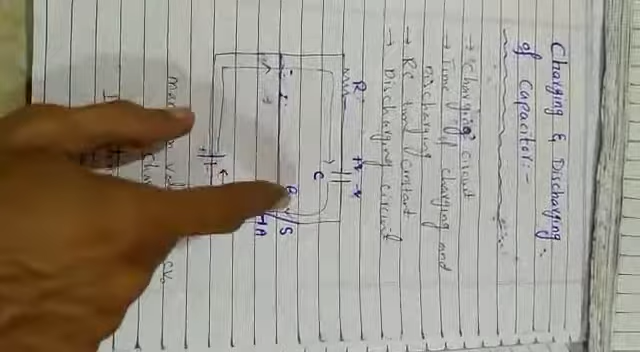 Charging & Discharging
of Capacitor:-
→ Charging circuit
→ Time of charging and
Discharging
→ RC time constant
→ Discharging circuit
R
+ -
C
B
S
A
I